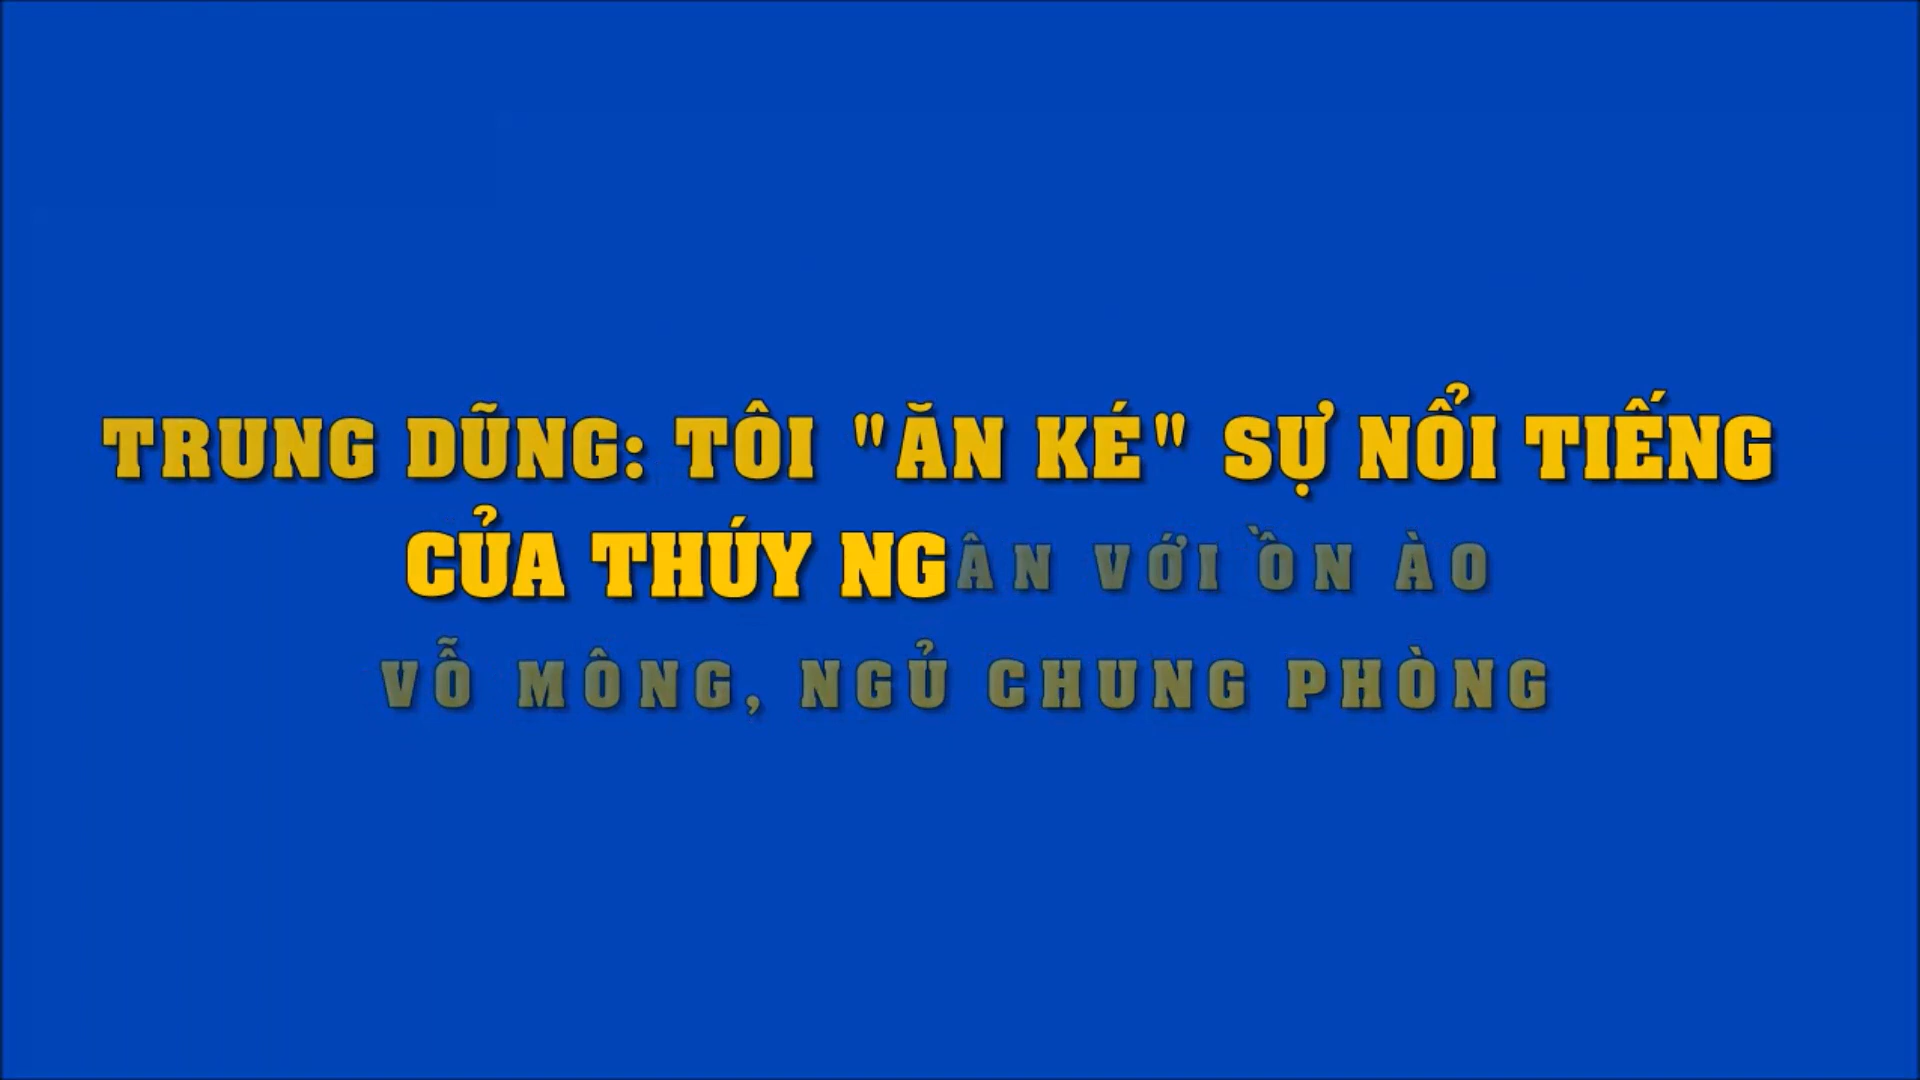 TRUNG DŨNG: TÔI "ĂN KÉ" SỰ NỔI TIẾNG
CỦA THÚY NGÂN VỚI ỒN ÀO
VỖ MÔNG, NGỦ CHUNG PHÒNG